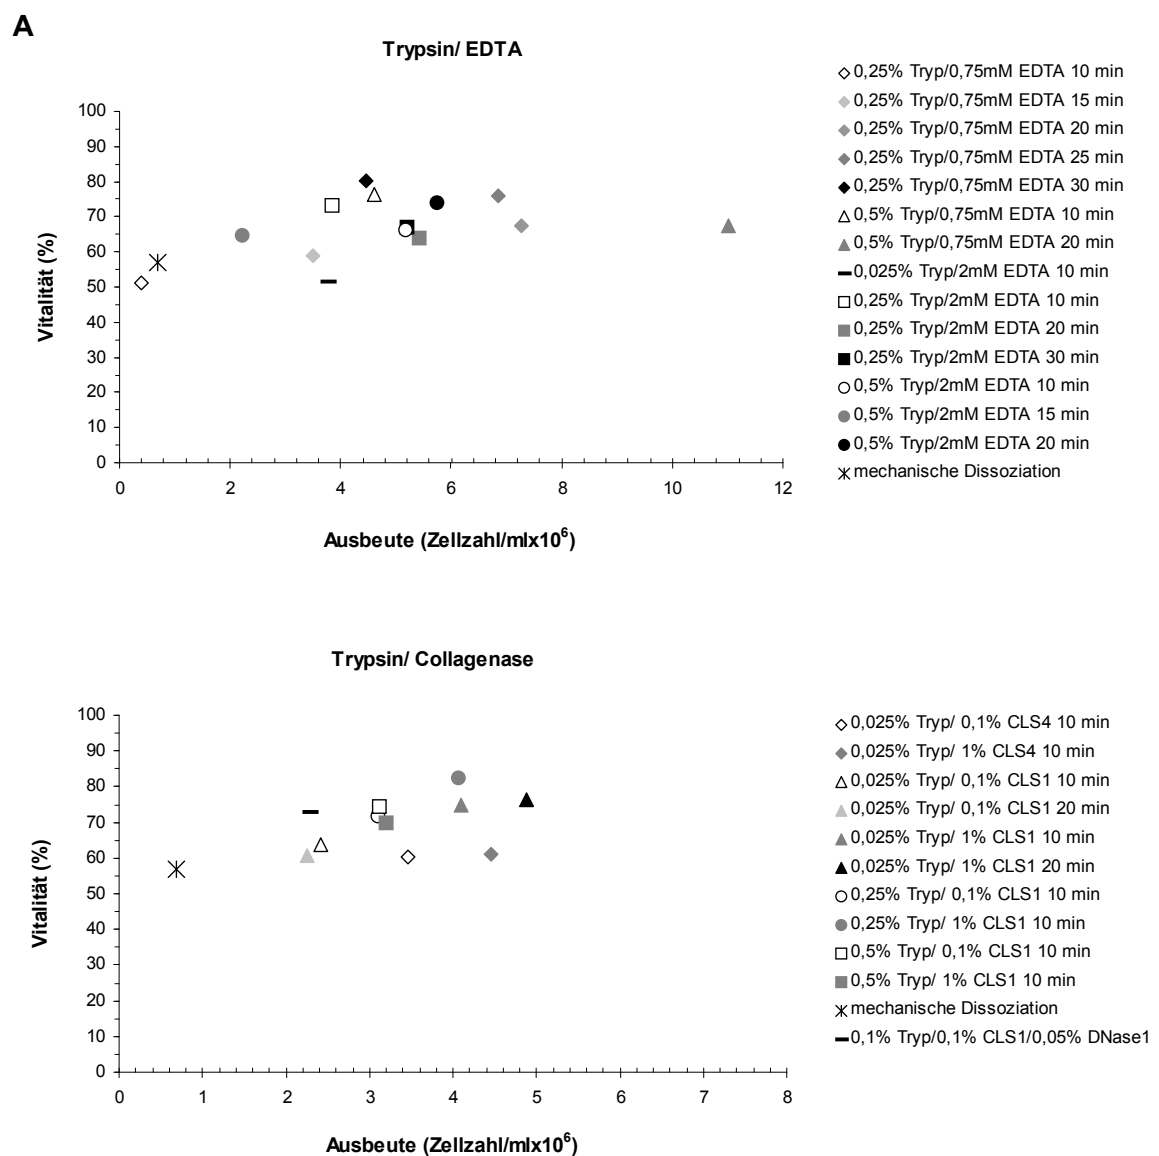 A
Trypsin/ EDTA
100
90
80
70
60
50
40
30
20
10
0
Vitalität (%)
0 2 4 6 8 10 12
Ausbeute (Zellzahl/mlx10⁶)
0,25% Tryp/0,75mM EDTA 10 min
0,25% Tryp/0,75mM EDTA 15 min
0,25% Tryp/0,75mM EDTA 20 min
0,25% Tryp/0,75mM EDTA 25 min
0,25% Tryp/0,75mM EDTA 30 min
0,5% Tryp/0,75mM EDTA 10 min
0,5% Tryp/0,75mM EDTA 20 min
0,025% Tryp/2mM EDTA 10 min
0,25% Tryp/2mM EDTA 10 min
0,25% Tryp/2mM EDTA 20 min
0,25% Tryp/2mM EDTA 30 min
0,5% Tryp/2mM EDTA 10 min
0,5% Tryp/2mM EDTA 15 min
0,5% Tryp/2mM EDTA 20 min
mechanische Dissoziation
Trypsin/ Collagenase
100
90
80
70
60
50
40
30
20
10
0
Vitalität (%)
0 1 2 3 4 5 6 7 8
Ausbeute (Zellzahl/mlx10⁶)
0,025% Tryp/ 0,1% CLS4 10 min
0,025% Tryp/ 1% CLS4 10 min
0,025% Tryp/ 0,1% CLS1 10 min
0,025% Tryp/ 0,1% CLS1 20 min
0,025% Tryp/ 1% CLS1 10 min
0,025% Tryp/ 1% CLS1 20 min
0,25% Tryp/ 0,1% CLS1 10 min
0,25% Tryp/ 1% CLS1 10 min
0,5% Tryp/ 0,1% CLS1 10 min
0,5% Tryp/ 1% CLS1 10 min
mechanische Dissoziation
0,1% Tryp/0,1% CLS1/0,05% DNase1